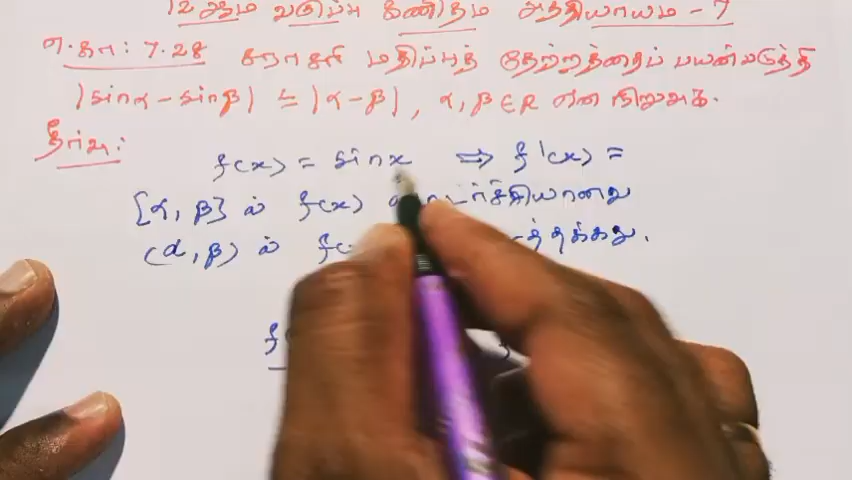 12 ஆம் வகுப்பு கணிதம் அத்தியாயம் - 7
எ.கா: 7.28 சராசரி மதிப்புத் தேற்றத்தைப் பயன்படுத்தி
|sinα - sinβ| ≤ |α-β|, α, β ∈ R என நிறுவுக.
தீர்வு:
f(x) = sin x ⇒ f'(x) =
[α, β] ல் f(x)
(α, β) ல்